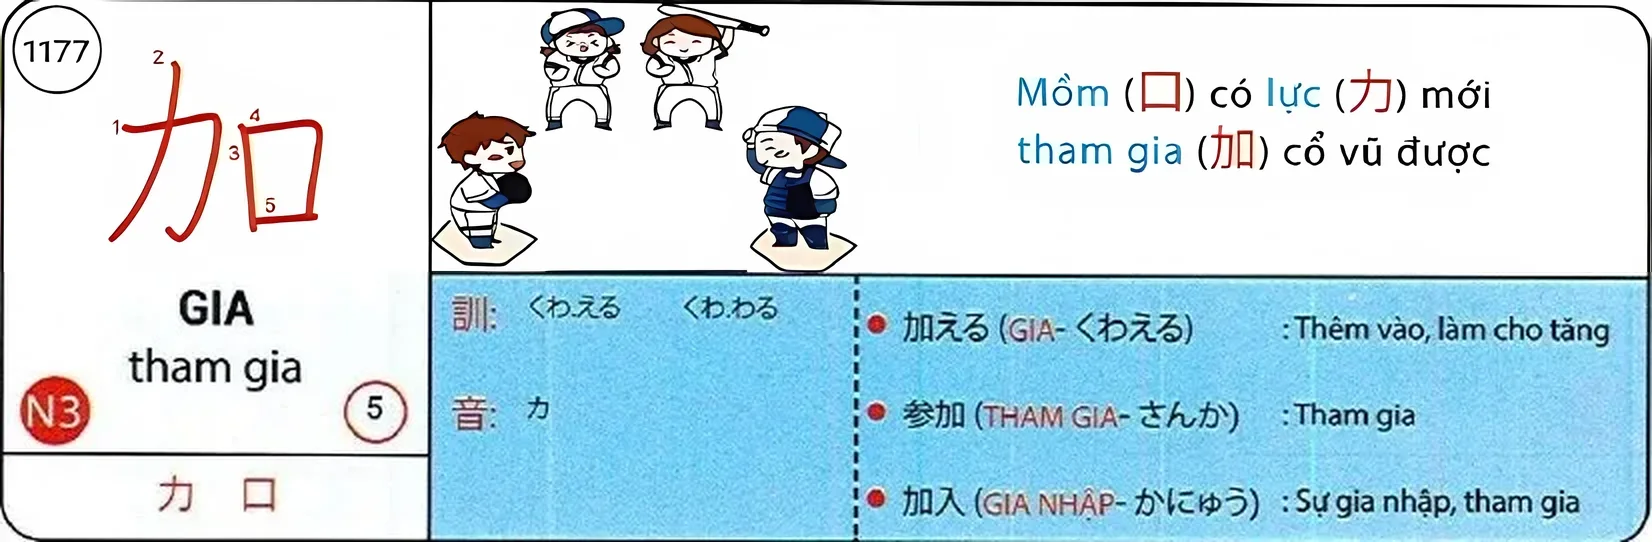 1177
加
1
2
3
4
5
GIA
tham gia
N3
5
力 口
Mồm (口) có lực (力) mới
tham gia (加) cổ vũ được
訓: くわ.える くわ.わる
音: カ
加える (GIA- くわえる) : Thêm vào, làm cho tăng
参加 (THAM GIA- さんか) : Tham gia
加入 (GIA NHẬP- かにゅう) : Sự gia nhập, tham gia